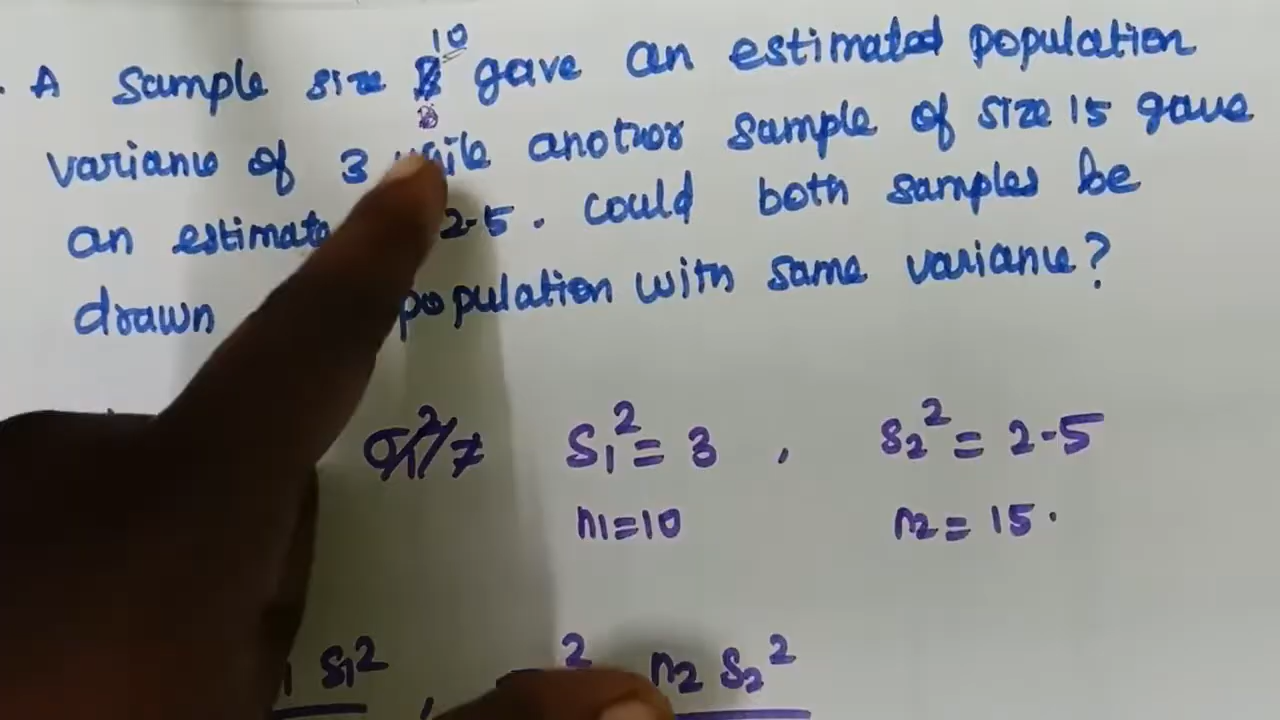 A Sample size 10 gave an estimated population
variance of 3 while another sample of size 15 gave
an estimate 2.5. Could both samples be
drawn population with same variance?
S₁² = 3 , S₂² = 2.5
n1=10 n2 = 15.
S₁² , 2 n₂ S₂²